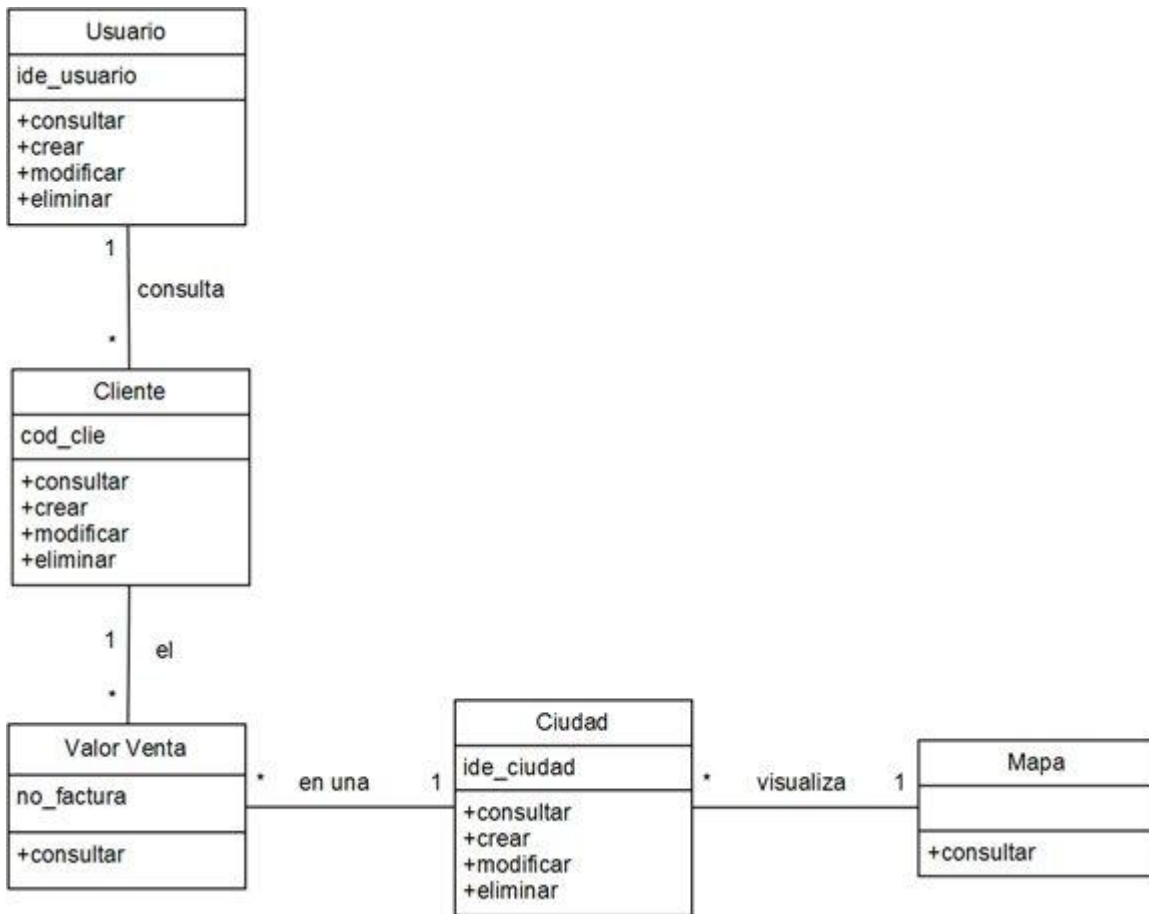 Usuario
ide_usuario
+consultar
+crear
+modificar
+eliminar
1
consulta
*
Cliente
cod_clie
+consultar
+crear
+modificar
+eliminar
1
el
*
Valor Venta
no_factura
+consultar
* en una 1
Ciudad
ide_ciudad
+consultar
+crear
+modificar
+eliminar
* visualiza 1
Mapa
+consultar